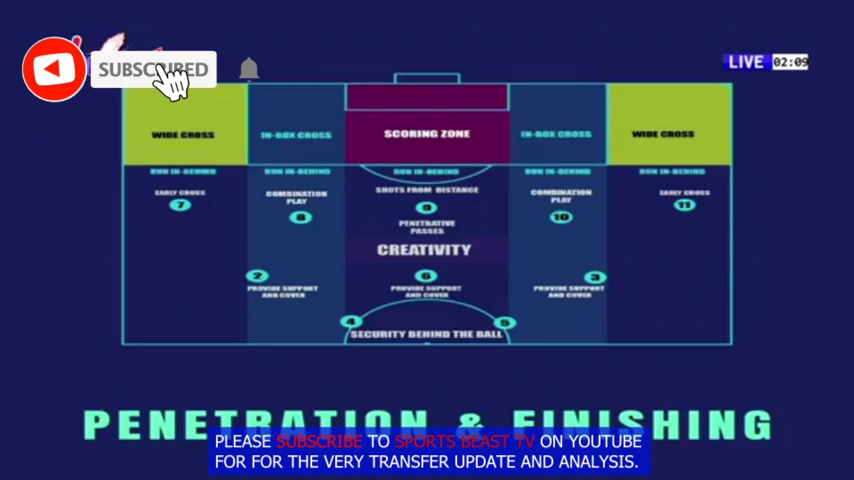 SUBSCRIBED
LIVE 02:09
WIDE CROSS
IN-BOX CROSS
SCORING ZONE
IN-BOX CROSS
WIDE CROSS
RUN IN-BEHIND
RUN IN-BEHIND
RUN IN-BEHIND
RUN IN-BEHIND
RUN IN-BEHIND
EARLY CROSS
7
COMBINATION
PLAY
8
SHOTS FROM DISTANCE
9
PENETRATIVE
PASSES
COMBINATION
PLAY
10
EARLY CROSS
11
CREATIVITY
2
PROVIDE SUPPORT
AND COVER
6
PROVIDE SUPPORT
AND COVER
3
PROVIDE SUPPORT
AND COVER
4
5
SECURITY BEHIND THE BALL
PENETRATION & FINISHING
PLEASE SUBSCRIBE TO SPORTS BEAST TV ON YOUTUBE
FOR FOR THE VERY TRANSFER UPDATE AND ANALYSIS.